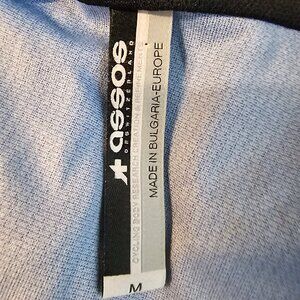 assos
OF SWITZERLAND
CYCLING BODY RESEARCH
MADE IN BULGARIA-EUROPE
M